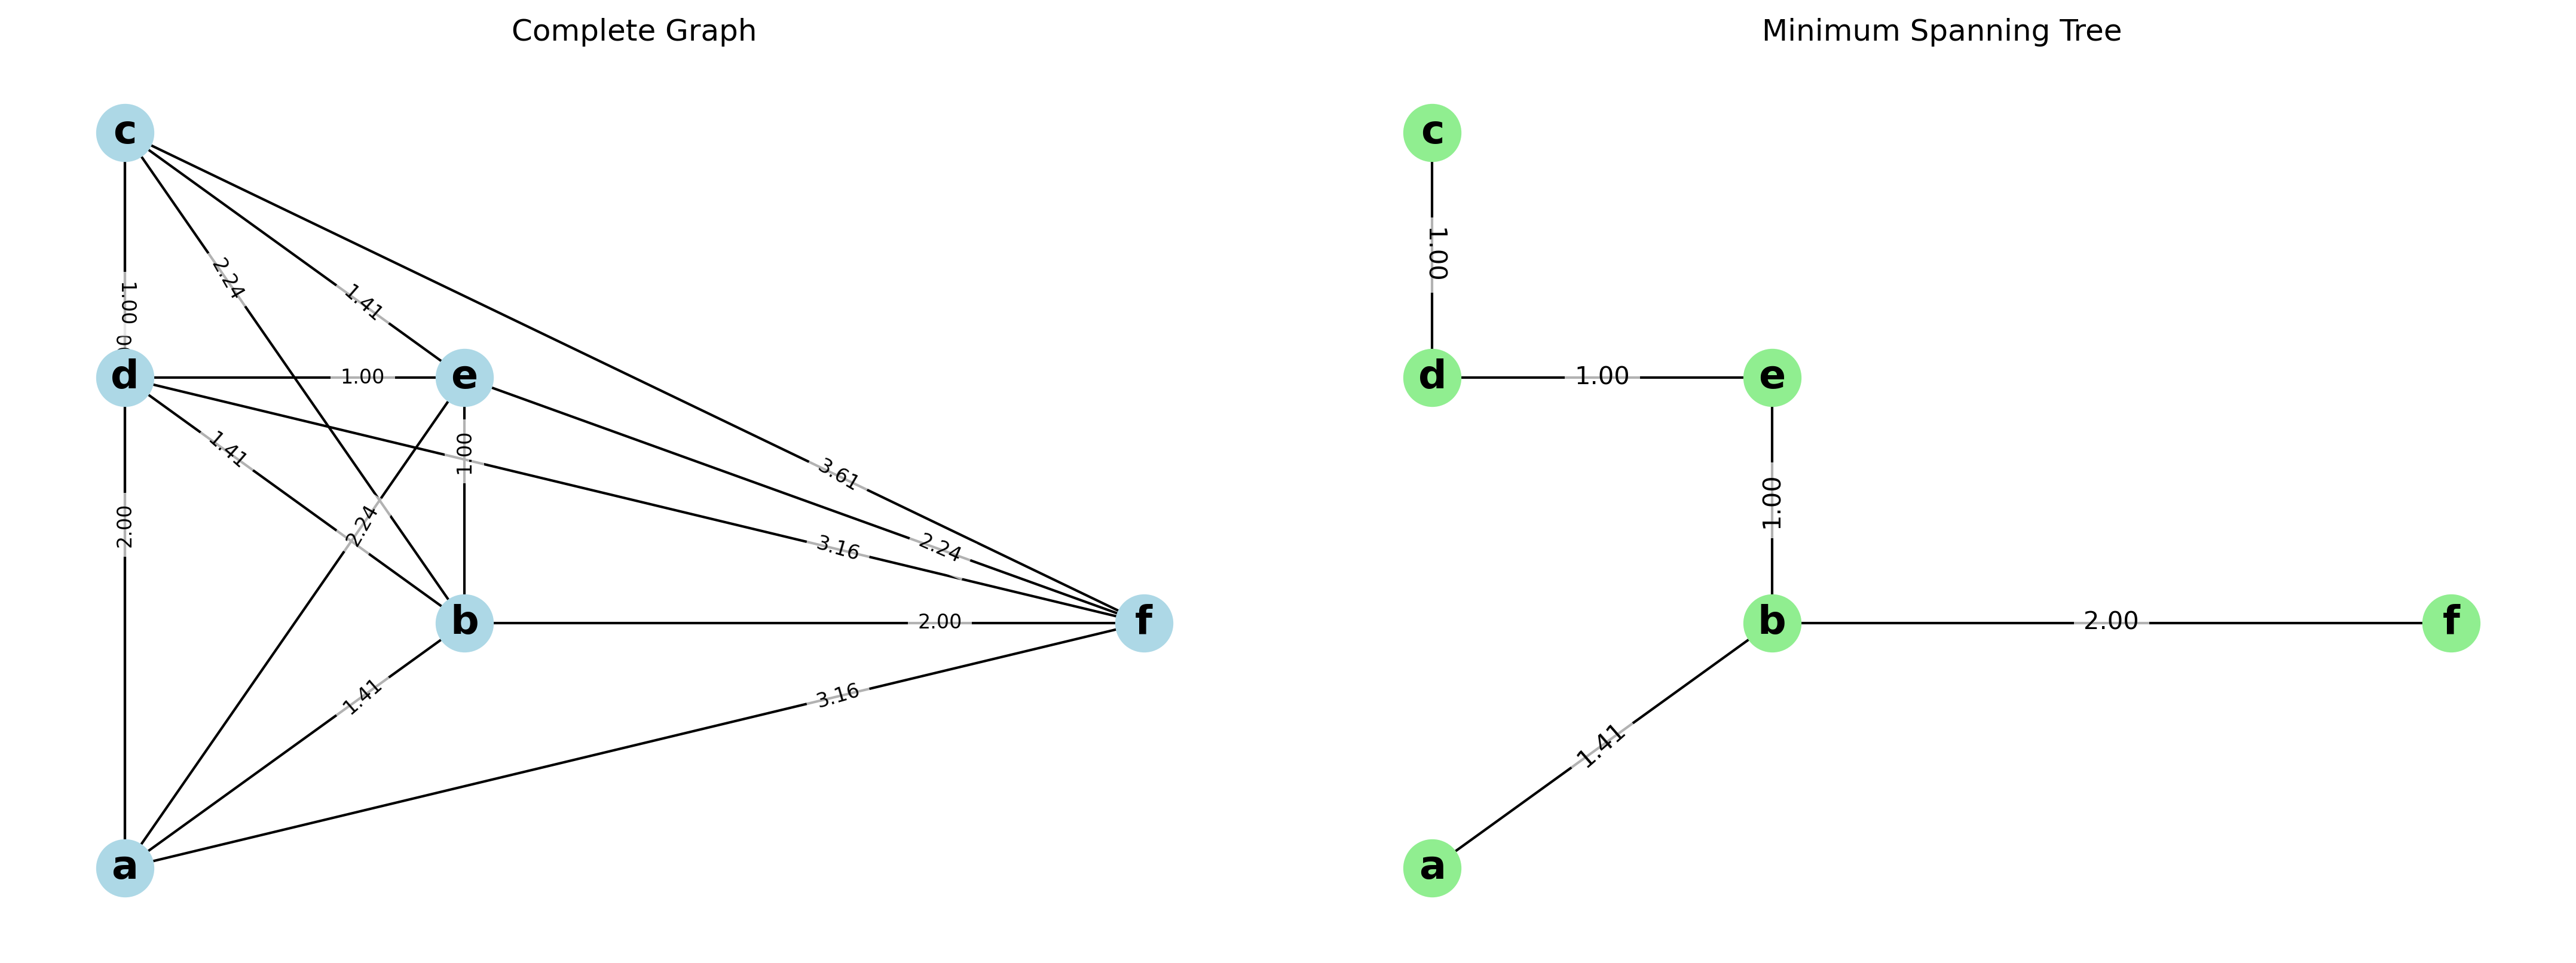 Complete Graph
Minimum Spanning Tree
c
2.24
1.41
1.00
d
1.00
e
1.41
1.00
3.61
2.00
2.24
3.16
2.24
b
2.00
f
1.41
3.16
a
c
1.00
d
1.00
e
1.00
b
2.00
f
1.41
a